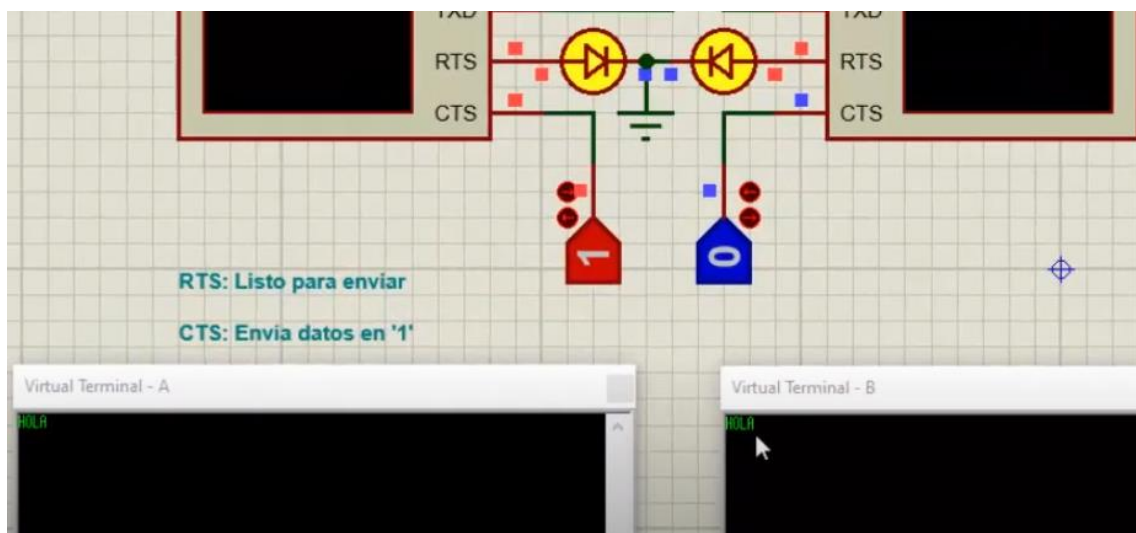 TXD
TXD
RTS
RTS
CTS
CTS
1
0
RTS: Listo para enviar
CTS: Envia datos en '1'
Virtual Terminal - A
Virtual Terminal - B
HOLA
HOLA